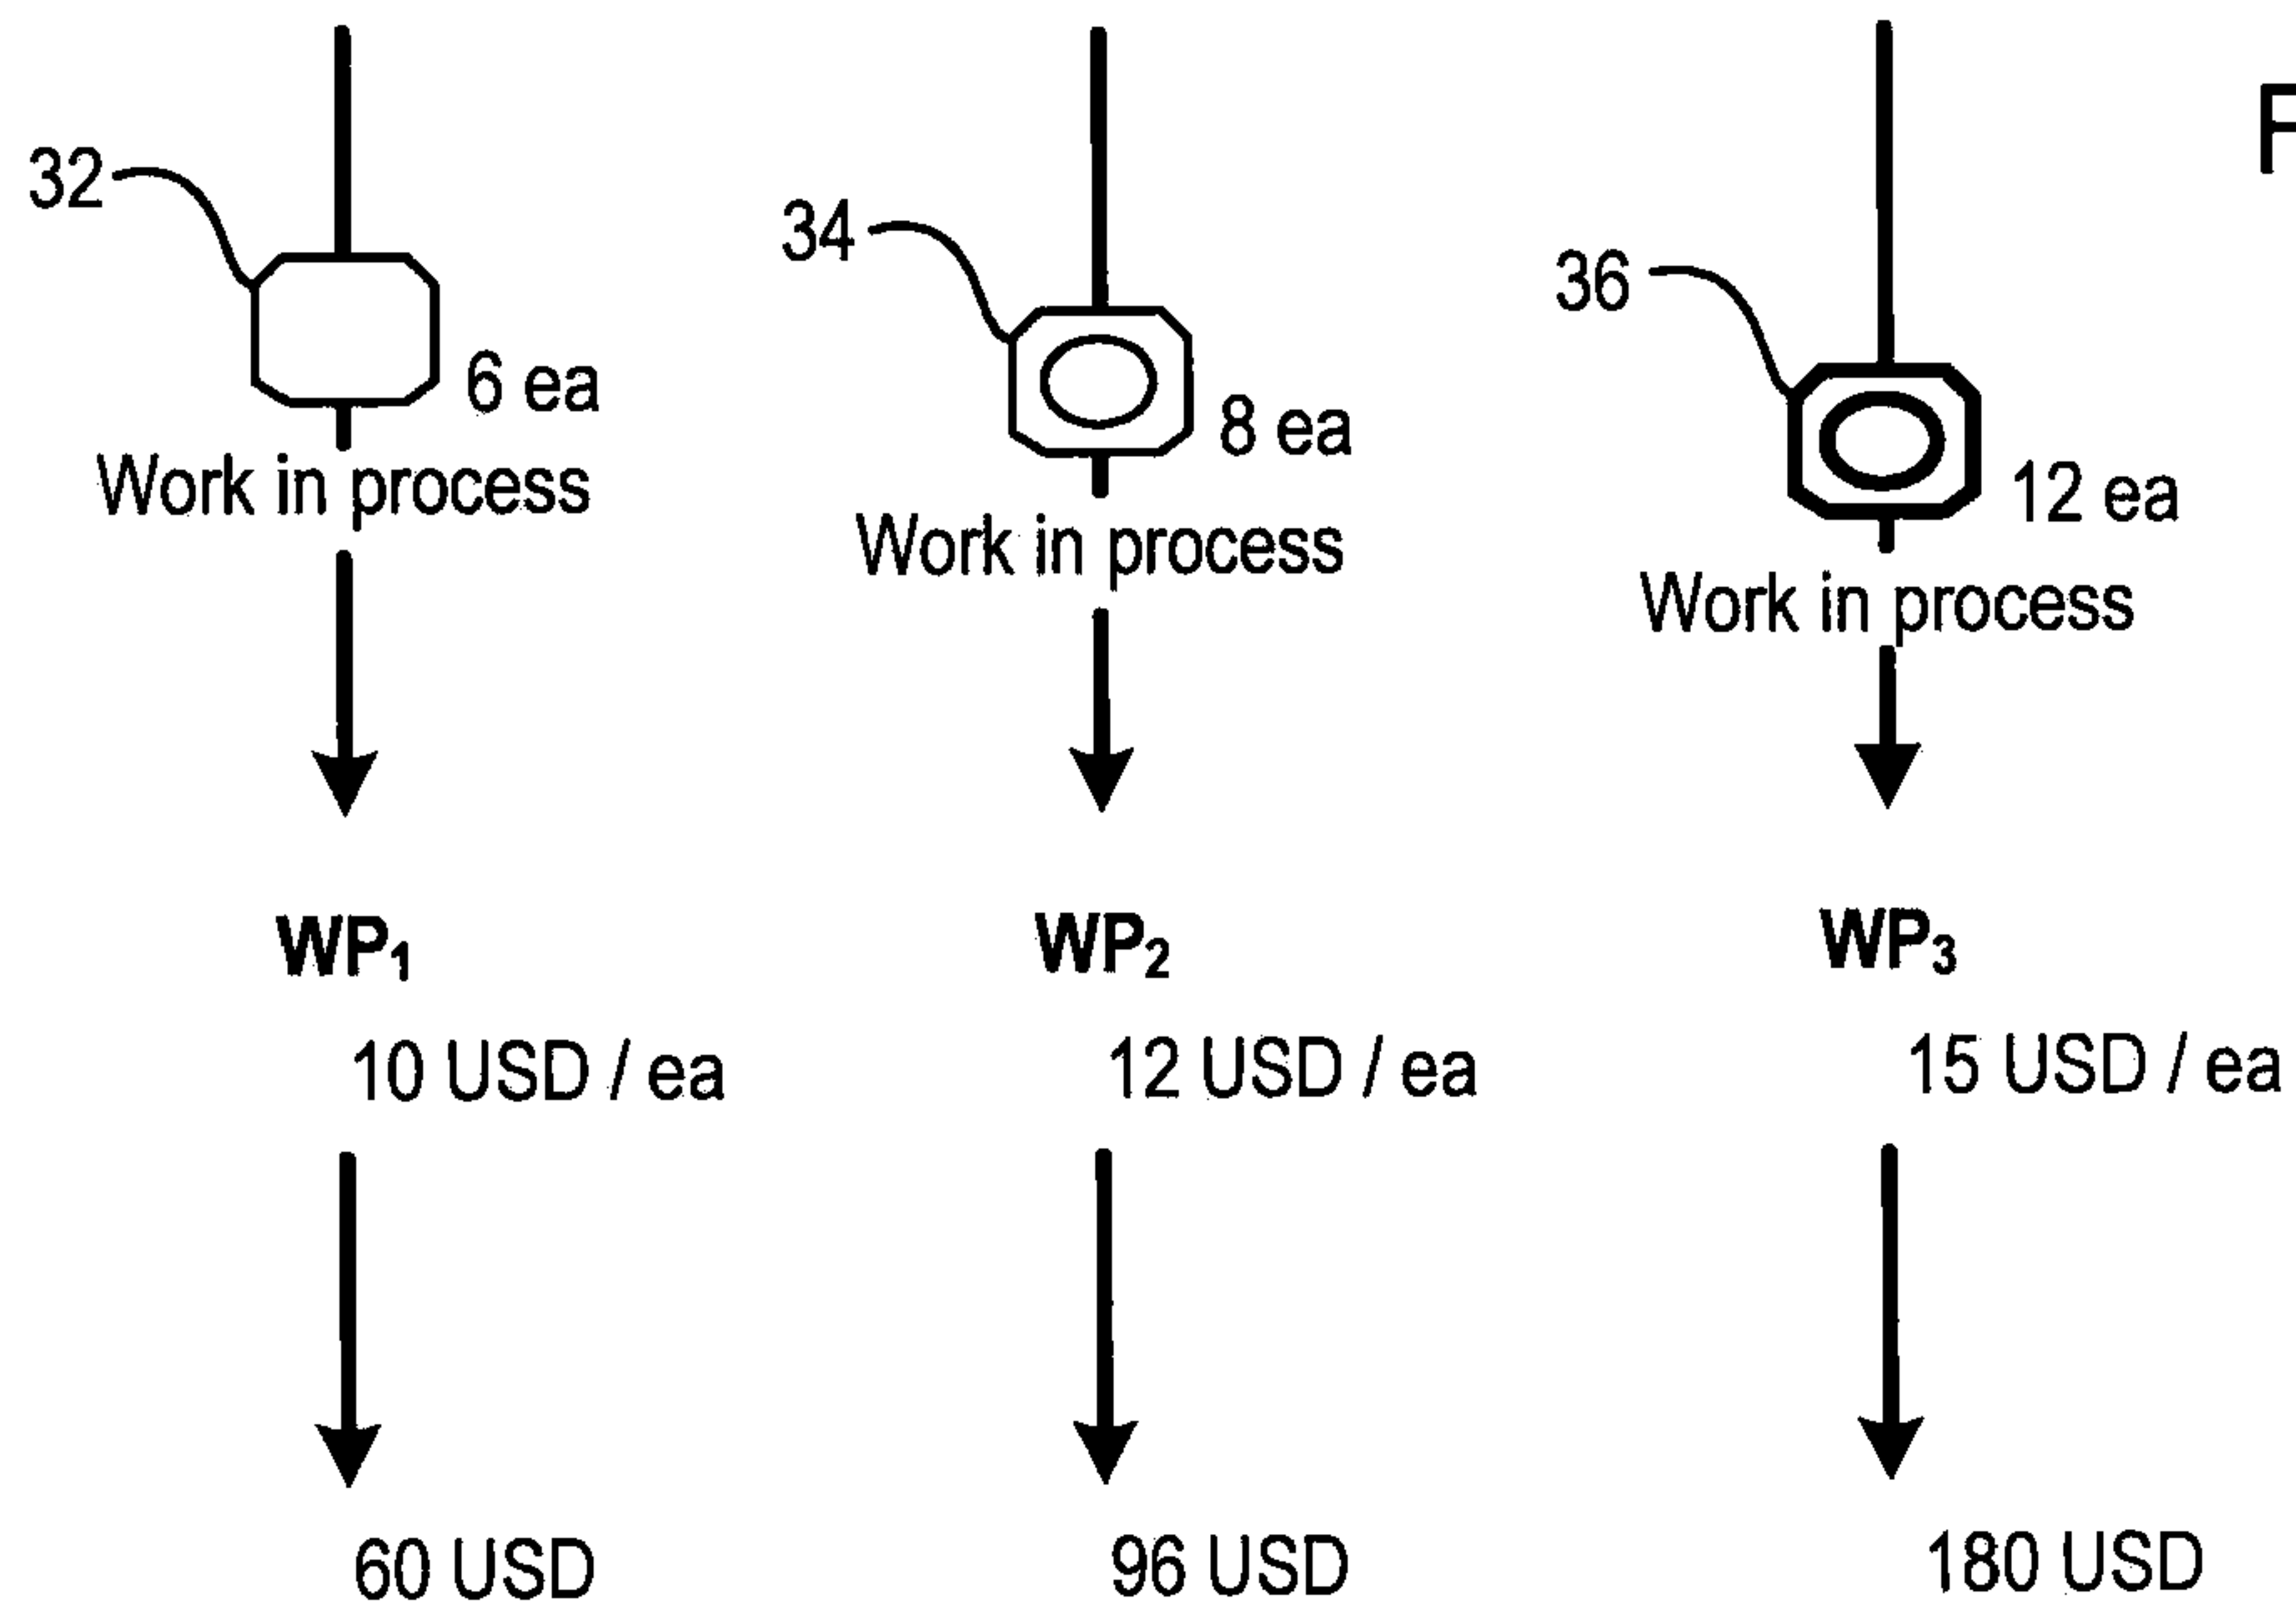 F
32
6 ea
Work in process
34
8 ea
Work in process
36
12 ea
Work in process
WP₁
WP₂
WP₃
10 USD / ea
12 USD / ea
15 USD / ea
60 USD
96 USD
180 USD